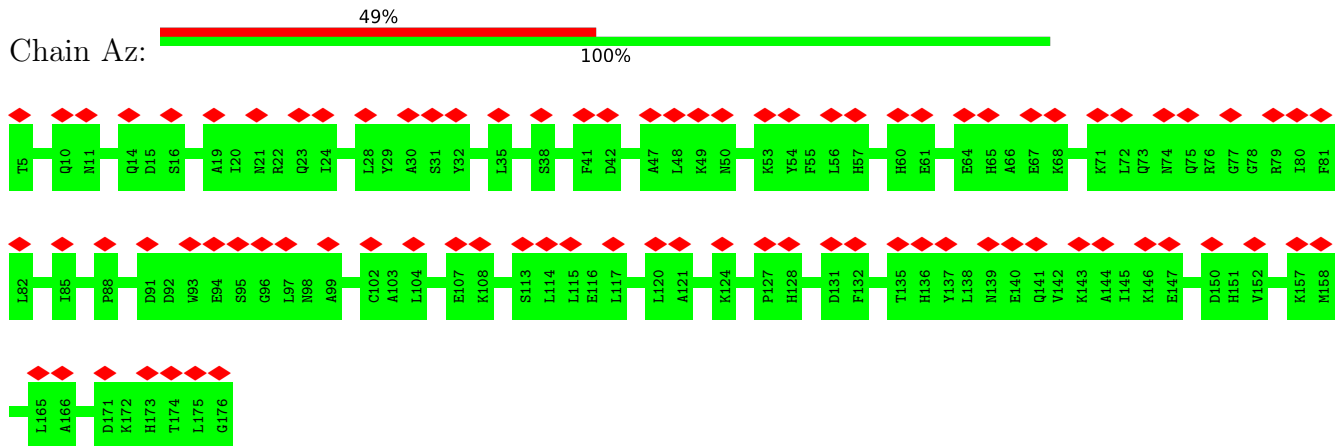 49%
Chain Az:
100%
T5 Q10 N11 Q14 D15 S16 A19 I20 N21 R22 Q23 I24 L28 Y29 A30 S31 Y32 L35 S38 F41 D42 A47 L48 K49 N50 K53 Y54 F55 L56 H57 H60 E61 E64 H65 A66 E67 K68 K71 L72 Q73 N74 Q75 R76 G77 G78 R79 I80 F81
L82 I85 P88 D91 D92 W93 E94 S95 G96 L97 N98 A99 C102 A103 L104 E107 K108 S113 L114 L115 E116 L117 L120 A121 K124 P127 H128 D131 F132 T135 H136 Y137 L138 N139 E140 Q141 V142 K143 A144 I145 K146 E147 D150 H151 V152 K157 M158
L165 A166 D171 K172 H173 T174 L175 G176